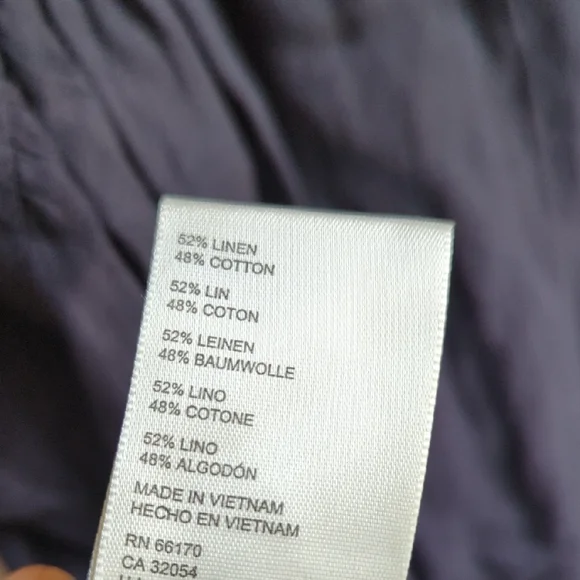 52% LINEN
48% COTTON
52% LIN
48% COTON
52% LEINEN
48% BAUMWOLLE
52% LINO
48% COTONE
52% LINO
48% ALGODÓN
MADE IN VIETNAM
HECHO EN VIETNAM
RN 66170
CA 32054